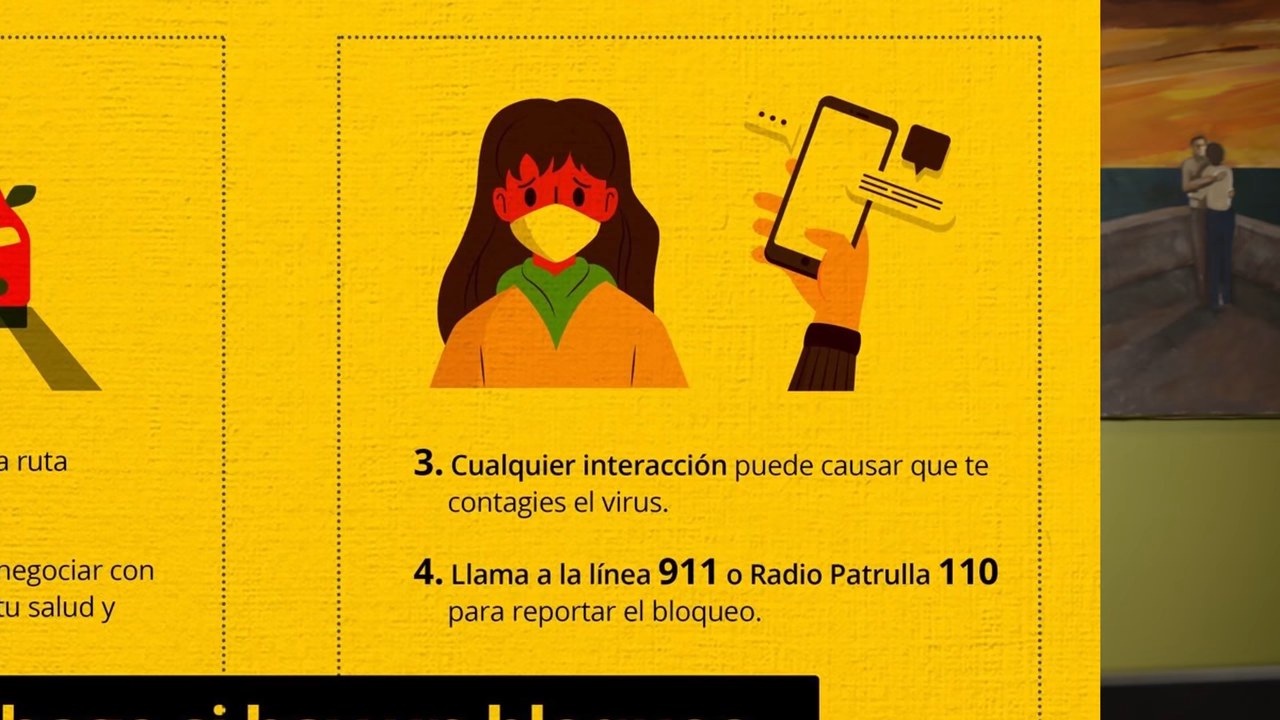 a ruta
negociar con
tu salud y
3. Cualquier interacción puede causar que te
contagies el virus.
4. Llama a la línea 911 o Radio Patrulla 110
para reportar el bloqueo.